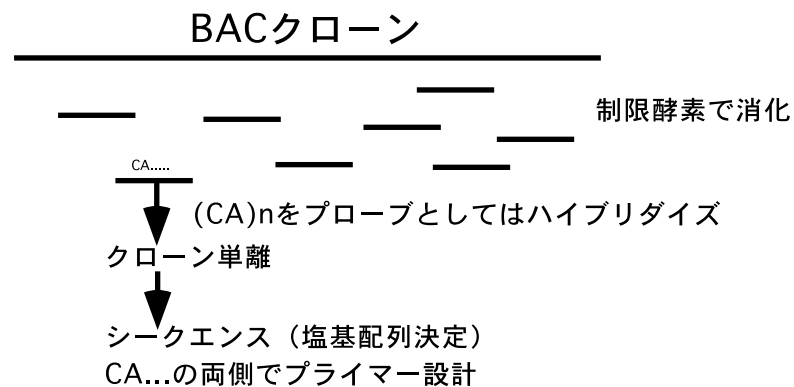 BACクローン
制限酵素で消化
CA.....
(CA)nをプローブとしてはハイブリダイズ
クローン単離
シークエンス（塩基配列決定）
CA...の両側でプライマー設計